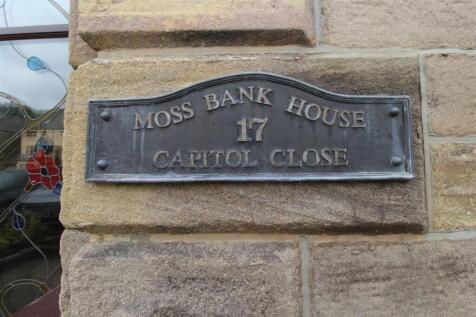 MOSS BANK HOUSE
17
CAPITOL CLOSE